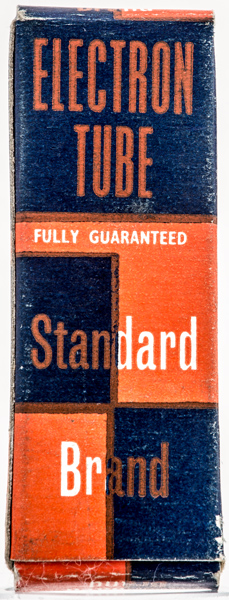 ELECTRON
TUBE
FULLY GUARANTEED
Standard
Brand